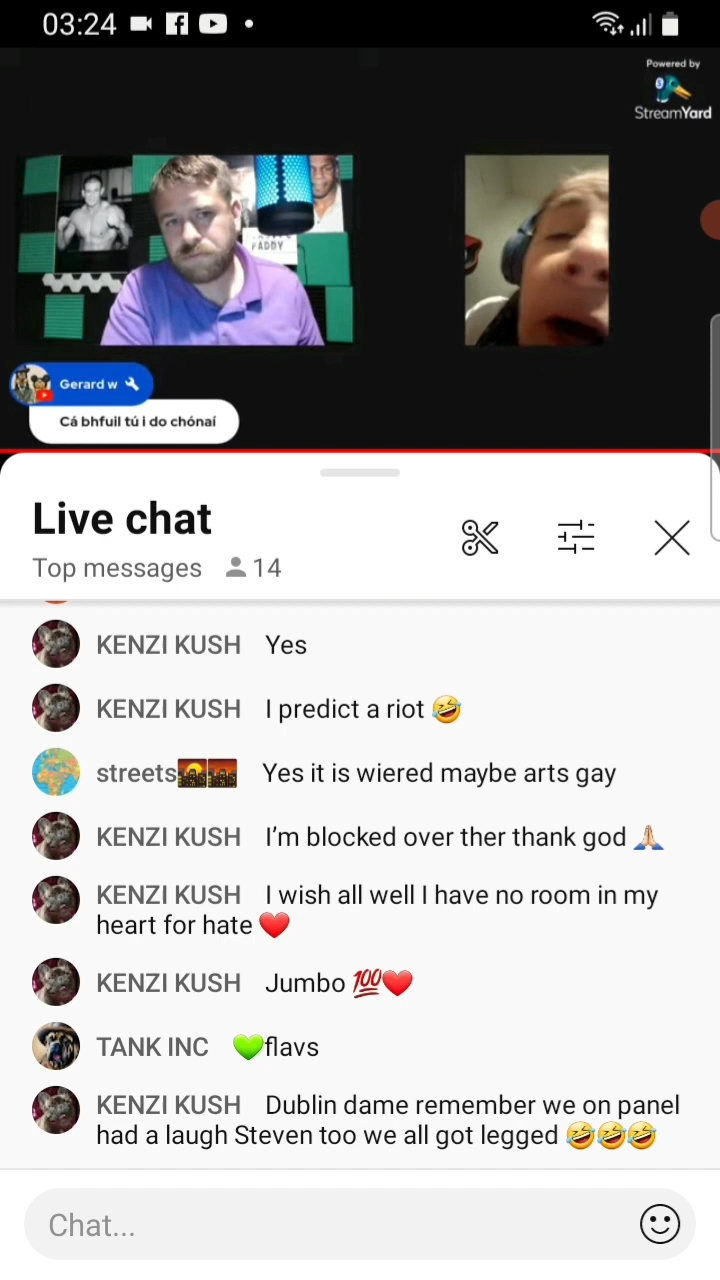 03:24
Powered by
StreamYard
PADDY
Gerard w
Cá bhfuil tú i do chónaí
Live chat
Top messages 14
KENZI KUSH Yes
KENZI KUSH I predict a riot 🤣
streets🌇🌆 Yes it is wiered maybe arts gay
KENZI KUSH I’m blocked over ther thank god 🙏🏻
KENZI KUSH I wish all well I have no room in my
heart for hate ❤️
KENZI KUSH Jumbo 💯❤️
TANK INC 💚flavs
KENZI KUSH Dublin dame remember we on panel
had a laugh Steven too we all got legged 🤣🤣🤣
Chat...